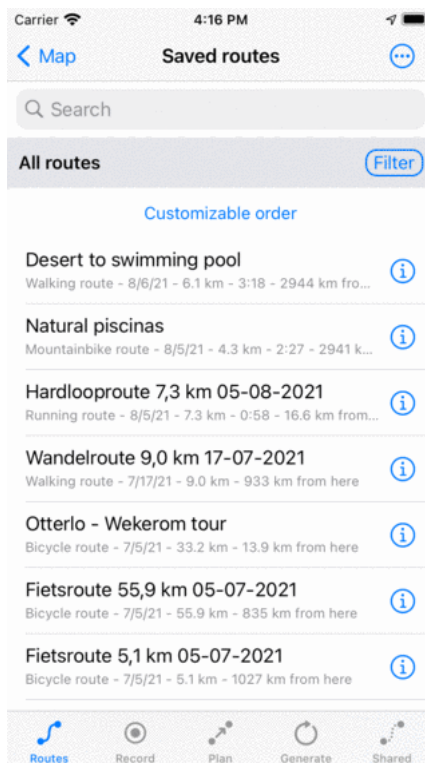 Carrier 4:16 PM
Map Saved routes
Search
All routes Filter
Customizable order
Desert to swimming pool
Walking route - 8/6/21 - 6.1 km - 3:18 - 2944 km fro...
Natural piscinas
Mountainbike route - 8/5/21 - 4.3 km - 2:27 - 2941 k...
Hardlooproute 7,3 km 05-08-2021
Running route - 8/5/21 - 7.3 km - 0:58 - 16.6 km from...
Wandelroute 9,0 km 17-07-2021
Walking route - 7/17/21 - 9.0 km - 933 km from here
Otterlo - Wekerom tour
Bicycle route - 7/5/21 - 33.2 km - 13.9 km from here
Fietsroute 55,9 km 05-07-2021
Bicycle route - 7/5/21 - 55.9 km - 835 km from here
Fietsroute 5,1 km 05-07-2021
Bicycle route - 7/5/21 - 5.1 km - 1027 km from here
Routes Record Plan Generate Shared